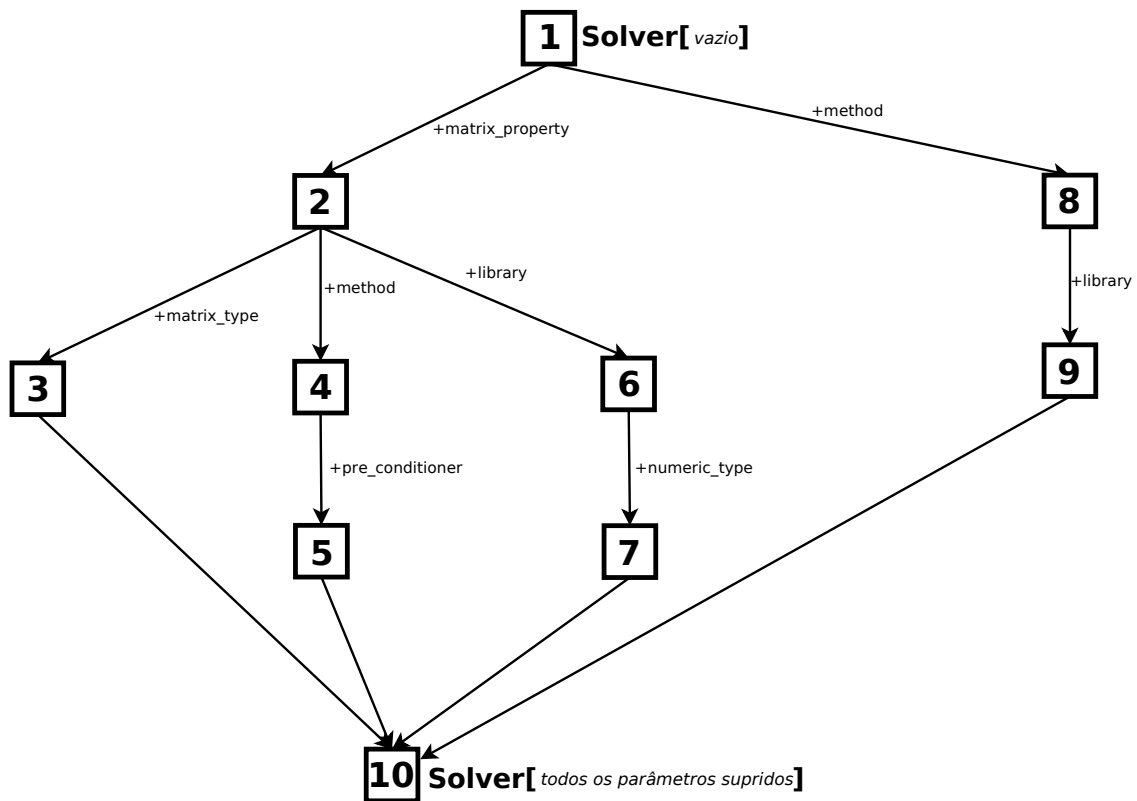 1 Solver[ vazio]
+method
+matrix_property
2
8
+library
+library
+method
+matrix_type
3
4
6
9
+pre_conditioner
+numeric_type
5
7
10 Solver[ todos os parâmetros supridos]